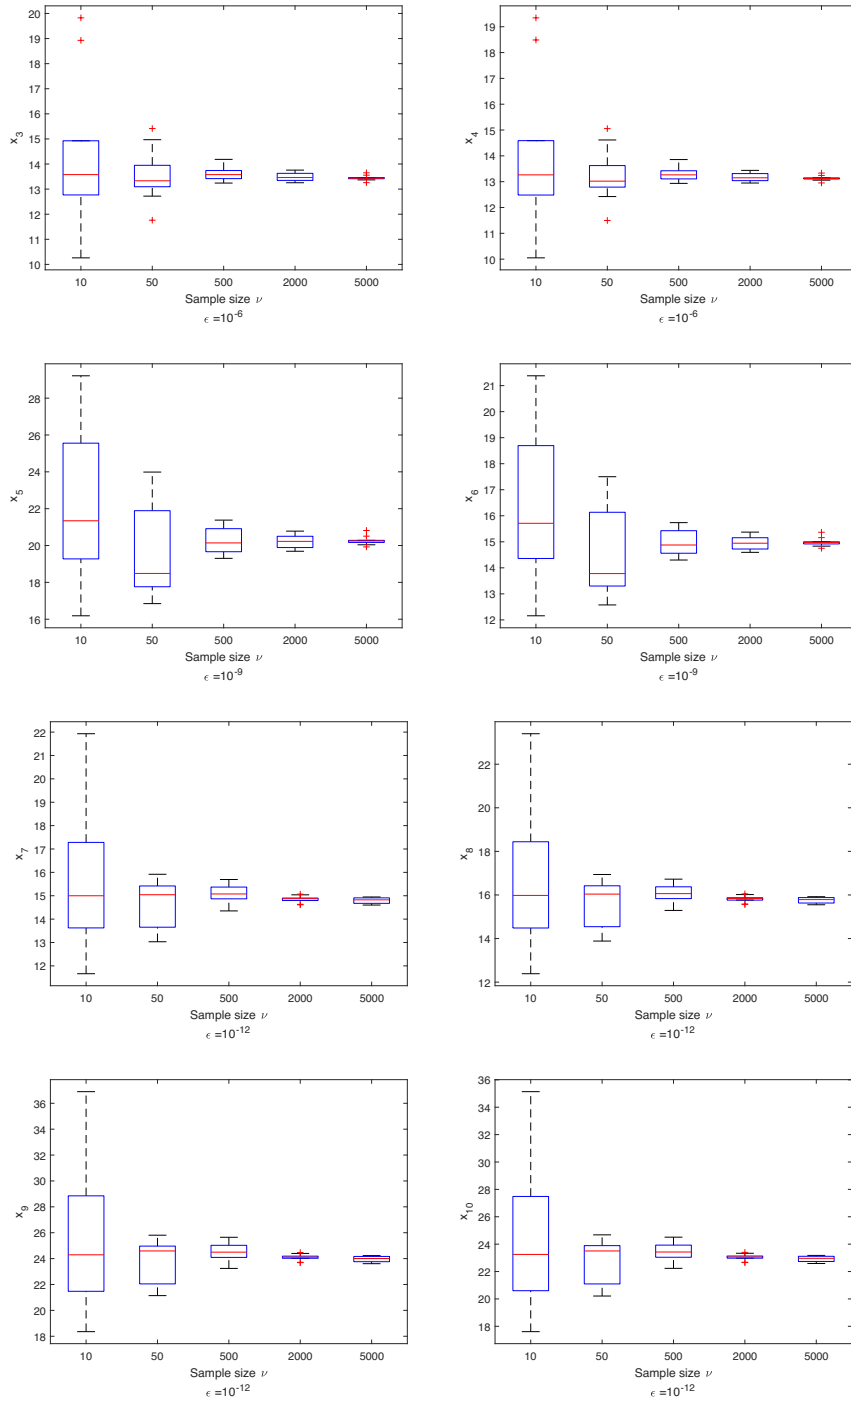 20
19
18
17
16
15
14
13
12
11
10
x3
10 50 500 2000 5000
Sample size ν
ϵ =10-6
19
18
17
16
15
14
13
12
11
10
x4
10 50 500 2000 5000
Sample size ν
ϵ =10-6
28
26
24
22
20
18
16
x5
10 50 500 2000 5000
Sample size ν
ϵ =10-9
21
20
19
18
17
16
15
14
13
12
x6
10 50 500 2000 5000
Sample size ν
ϵ =10-9
22
21
20
19
18
17
16
15
14
13
12
x7
10 50 500 2000 5000
Sample size ν
ϵ =10-12
22
20
18
16
14
12
x8
10 50 500 2000 5000
Sample size ν
ϵ =10-12
36
34
32
30
28
26
24
22
20
18
x9
10 50 500 2000 5000
Sample size ν
ϵ =10-12
36
34
32
30
28
26
24
22
20
18
x10
10 50 500 2000 5000
Sample size ν
ϵ =10-12